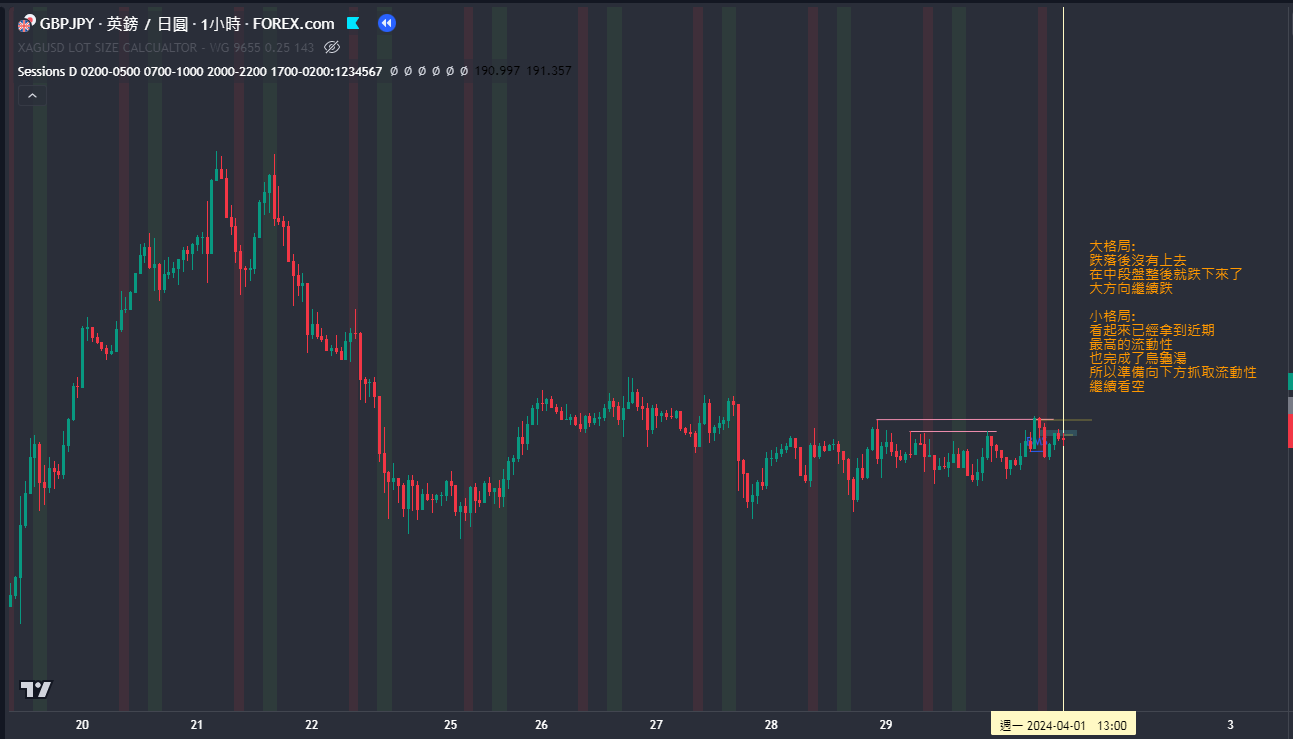 GBPJPY · 英鎊 / 日圓 · 1小時 · FOREX.com
XAGUSD LOT SIZE CALCUALTOR - WG 9655 0.25 143
Sessions D 0200-0500 0700-1000 2000-2200 1700-0200:1234567 Ø Ø Ø Ø Ø Ø 190.997 191.357
大格局:
跌落後沒有上去
在中段盤整後就跌下來了
大方向繼續跌
小格局:
看起來已經拿到近期
最高的流動性
也完成了烏龜湯
所以準備向下方抓取流動性
繼續看空
20 21 22 25 26 27 28 29 週一 2024-04-01 13:00 3